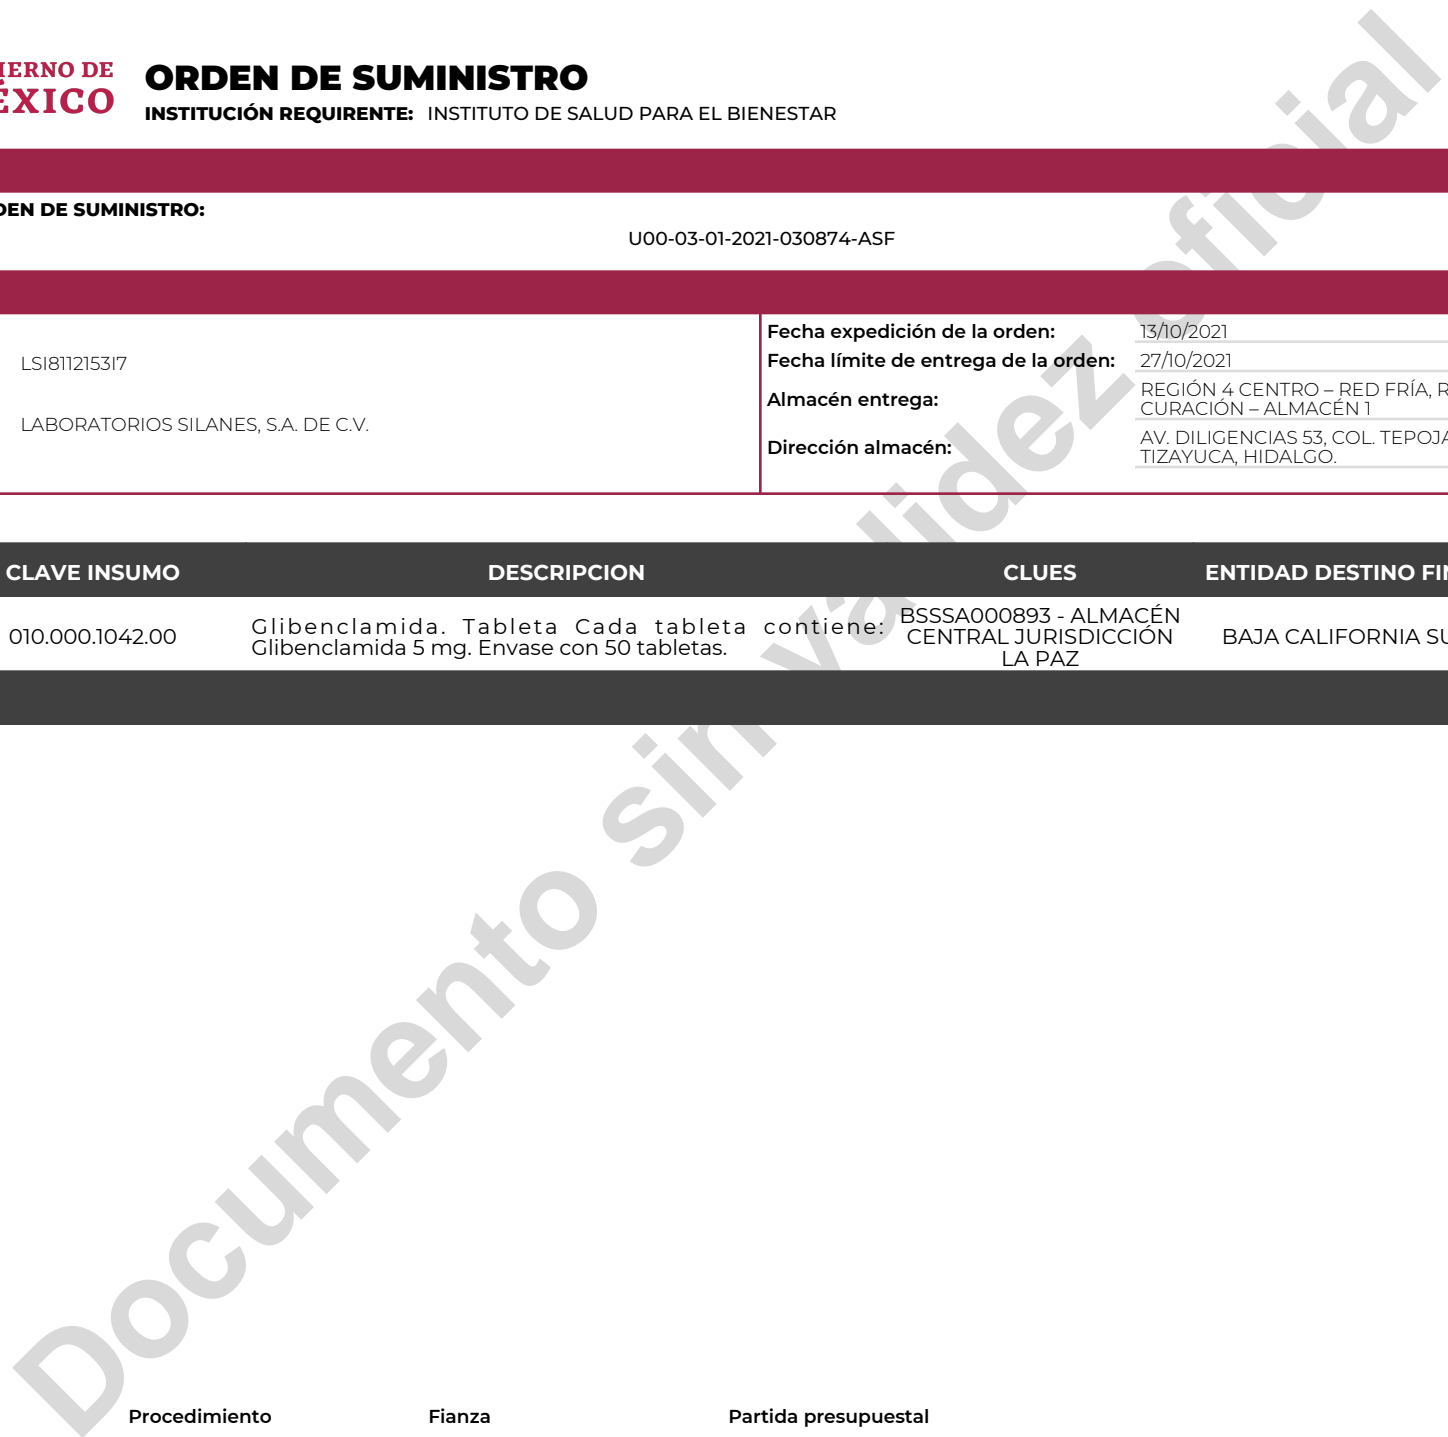 IERNO DE
ÉXICO
ORDEN DE SUMINISTRO
INSTITUCIÓN REQUIRENTE: INSTITUTO DE SALUD PARA EL BIENESTAR
DEN DE SUMINISTRO:
U00-03-01-2021-030874-ASF
LSI811215317
LABORATORIOS SILANES, S.A. DE C.V.
Fecha expedición de la orden: 13/10/2021
Fecha límite de entrega de la orden: 27/10/2021
Almacén entrega: REGIÓN 4 CENTRO – RED FRÍA, R
CURACIÓN – ALMACÉN 1
Dirección almacén: AV. DILIGENCIAS 53, COL. TEPOJA
TIZAYUCA, HIDALGO.
CLAVE INSUMO DESCRIPCION CLUES ENTIDAD DESTINO FIN
010.000.1042.00
Glibenclamida. Tableta Cada tableta contiene:
Glibenclamida 5 mg. Envase con 50 tabletas.
BSSSA000893 - ALMACÉN
CENTRAL JURISDICCIÓN
LA PAZ
BAJA CALIFORNIA SU
Documento sin validez oficial
Procedimiento Fianza Partida presupuestal